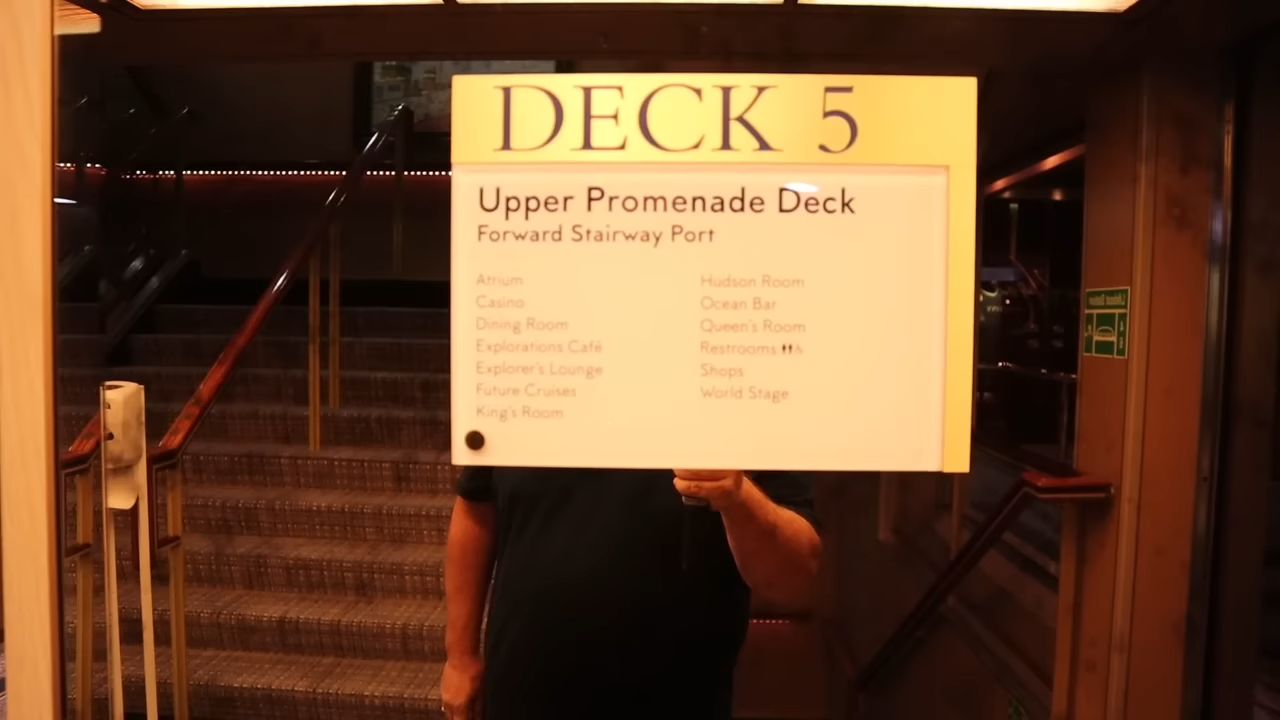 DECK 5
Upper Promenade Deck
Forward Stairway Port
Atrium
Casino
Dining Room
Explorations Café
Explorer's Lounge
Future Cruises
King's Room
Hudson Room
Ocean Bar
Queen's Room
Restrooms
Shops
World Stage